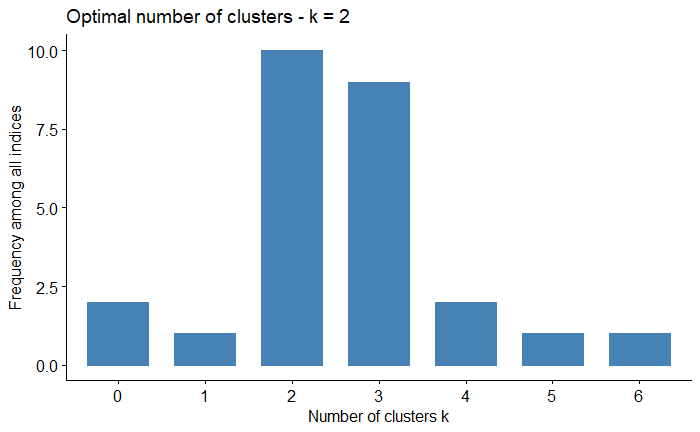 Optimal number of clusters - k = 2
Frequency among all indices
10.0
7.5
5.0
2.5
0.0
0 1 2 3 4 5 6
Number of clusters k